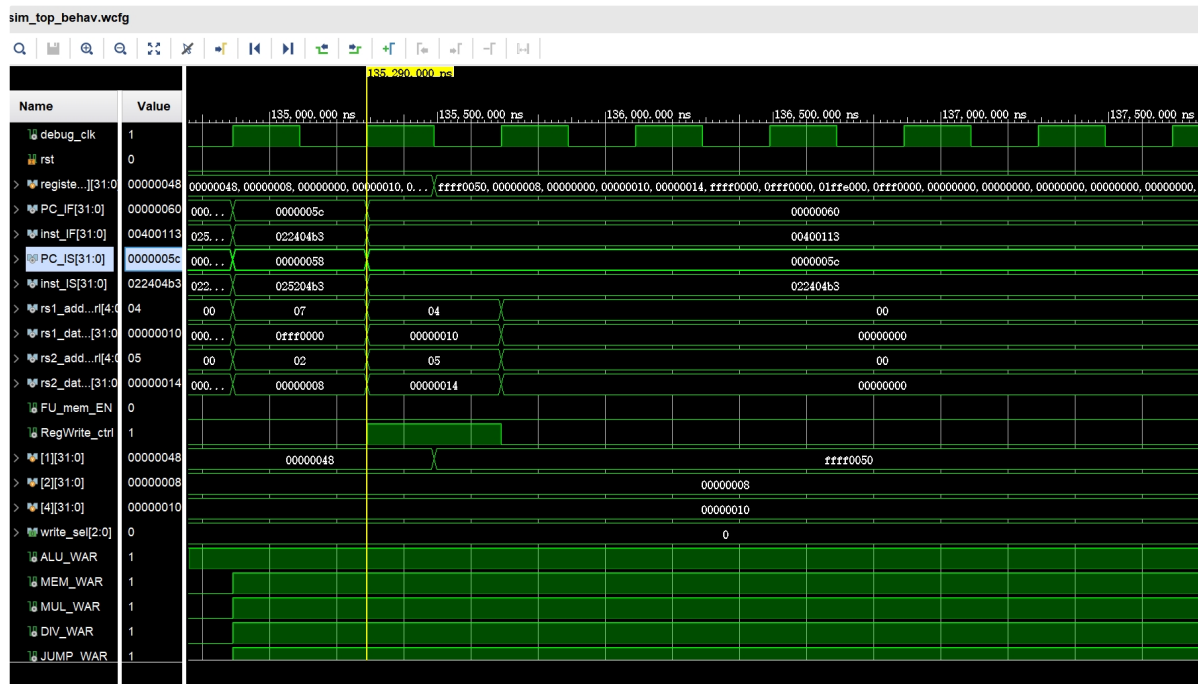 sim_top_behav.wcfg
135,290.000 ns
Name Value
135,000.000 ns 135,500.000 ns 136,000.000 ns 136,500.000 ns 137,000.000 ns 137,500.000 ns
debug_clk 1
rst 0
registe...][31:0 00000048 00000048,00000008,00000000,00000010,0... ffff0050,00000008,00000000,00000010,00000014,ffff0000,0fff0000,01ffe000,0fff0000,00000000,00000000,00000000,00000000,
PC_IF[31:0] 00000060 000... 0000005c 00000060
inst_IF[31:0] 00400113 025... 022404b3 00400113
PC_IS[31:0] 0000005c 000... 00000058 0000005c
inst_IS[31:0] 022404b3 022... 025204b3 022404b3
rs1_add...rl[4:0 04 00 07 04 00
rs1_dat...[31:0 00000010 000... 0fff0000 00000010 00000000
rs2_add...rl[4:0 05 00 02 05 00
rs2_dat...[31:0 00000014 000... 00000008 00000014 00000000
FU_mem_EN 0
RegWrite_ctrl 1
[1][31:0] 00000048 00000048 ffff0050
[2][31:0] 00000008 00000008
[4][31:0] 00000010 00000010
write_sel[2:0] 0 0
ALU_WAR 1
MEM_WAR 1
MUL_WAR 1
DIV_WAR 1
JUMP_WAR 1